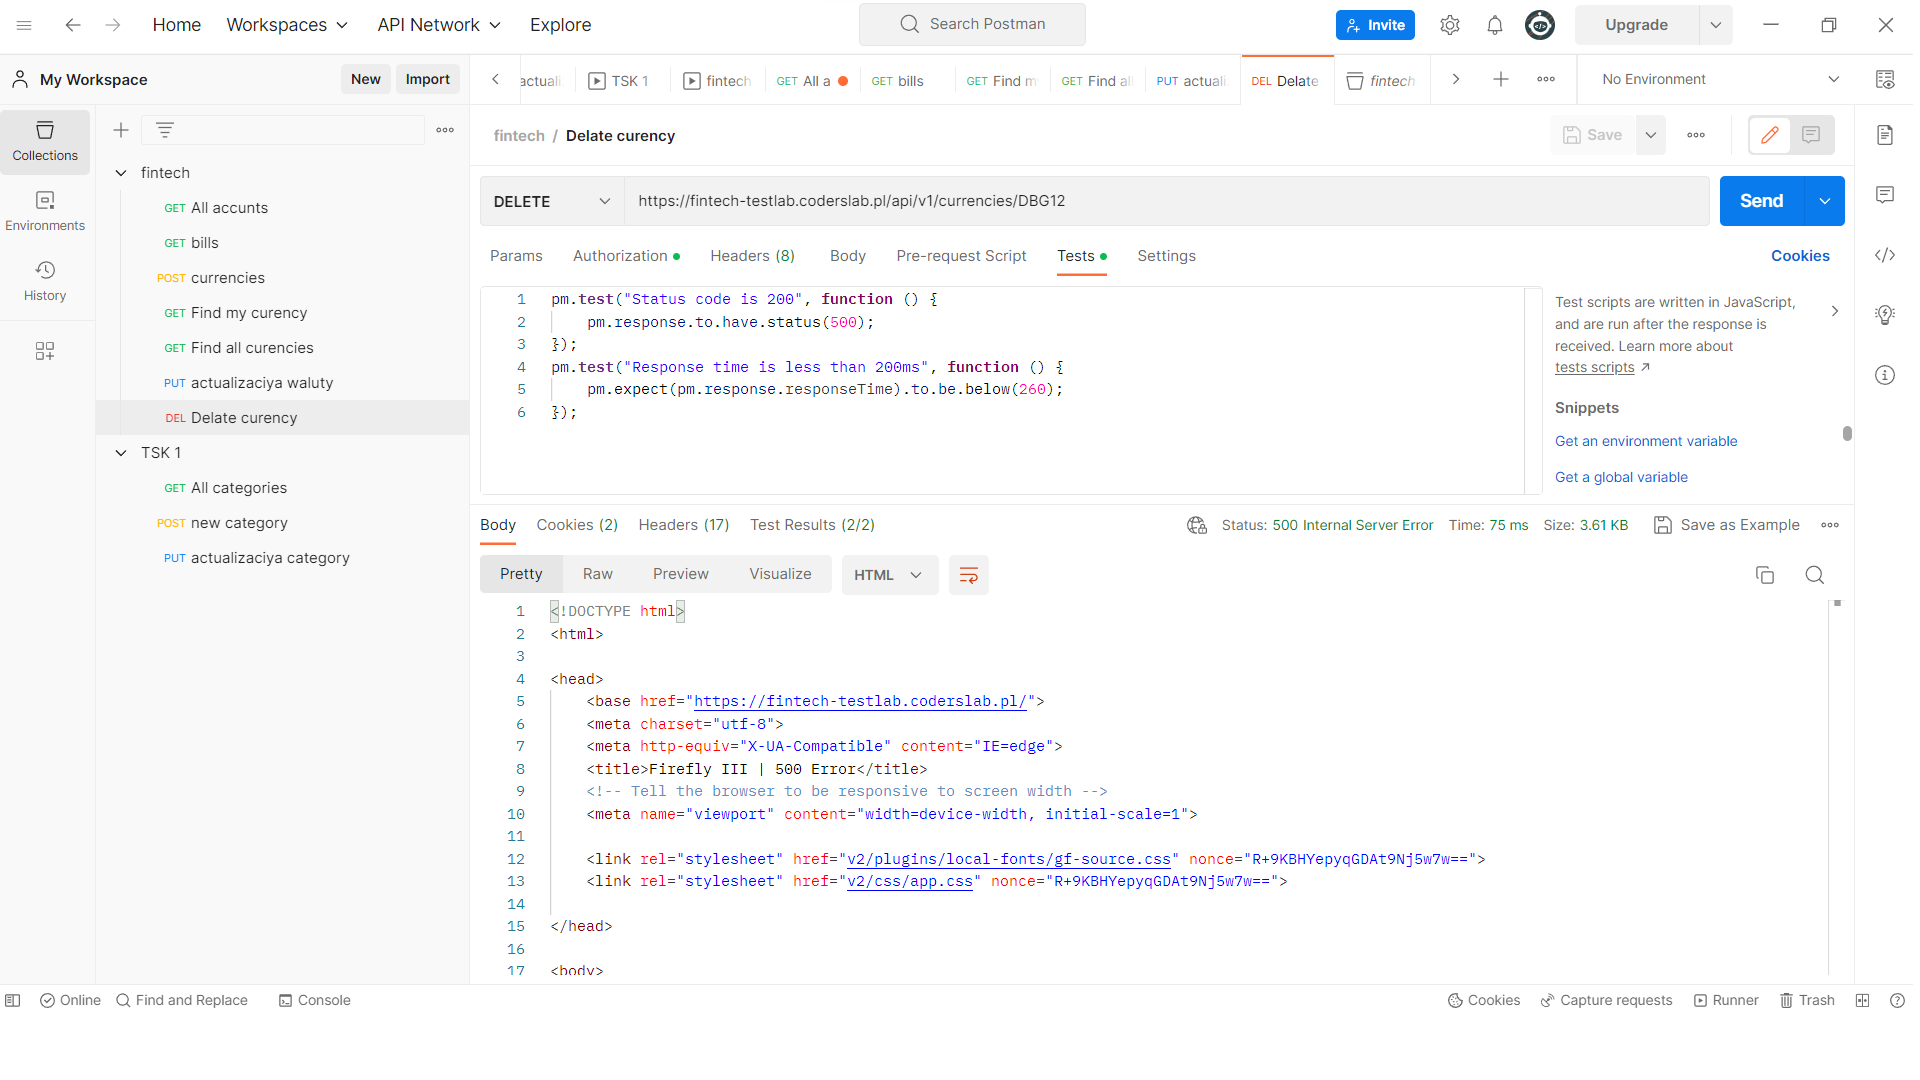 Home Workspaces API Network Explore Search Postman Invite Upgrade
My Workspace New Import actuali TSK 1 fintech GET All a GET bills GET Find m GET Find all PUT actuali DEL Delate fintech No Environment
Collections
Environments
History
fintech
GET All accunts
GET bills
POST currencies
GET Find my curency
GET Find all curencies
PUT actualizaciya waluty
DEL Delate curency
TSK 1
GET All categories
POST new category
PUT actualizaciya category
fintech / Delate curency Save
DELETE https://fintech-testlab.coderslab.pl/api/v1/currencies/DBG12 Send
Params Authorization Headers (8) Body Pre-request Script Tests Settings Cookies
1 pm.test("Status code is 200", function () {
2 pm.response.to.have.status(500);
3 });
4 pm.test("Response time is less than 200ms", function () {
5 pm.expect(pm.response.responseTime).to.be.below(260);
6 });
Test scripts are written in JavaScript,
and are run after the response is
received. Learn more about
tests scripts ↗
Snippets
Get an environment variable
Get a global variable
Body Cookies (2) Headers (17) Test Results (2/2) Status: 500 Internal Server Error Time: 75 ms Size: 3.61 KB Save as Example
Pretty Raw Preview Visualize HTML
1 <!DOCTYPE html>
2 <html>
3
4 <head>
5 <base href="https://fintech-testlab.coderslab.pl/">
6 <meta charset="utf-8">
7 <meta http-equiv="X-UA-Compatible" content="IE=edge">
8 <title>Firefly III | 500 Error</title>
9 <!-- Tell the browser to be responsive to screen width -->
10 <meta name="viewport" content="width=device-width, initial-scale=1">
11
12 <link rel="stylesheet" href="v2/plugins/local-fonts/gf-source.css" nonce="R+9KBHYepyqGDAt9Nj5w7w==">
13 <link rel="stylesheet" href="v2/css/app.css" nonce="R+9KBHYepyqGDAt9Nj5w7w==">
14
15 </head>
16
17 <body>
Online Find and Replace Console Cookies Capture requests Runner Trash